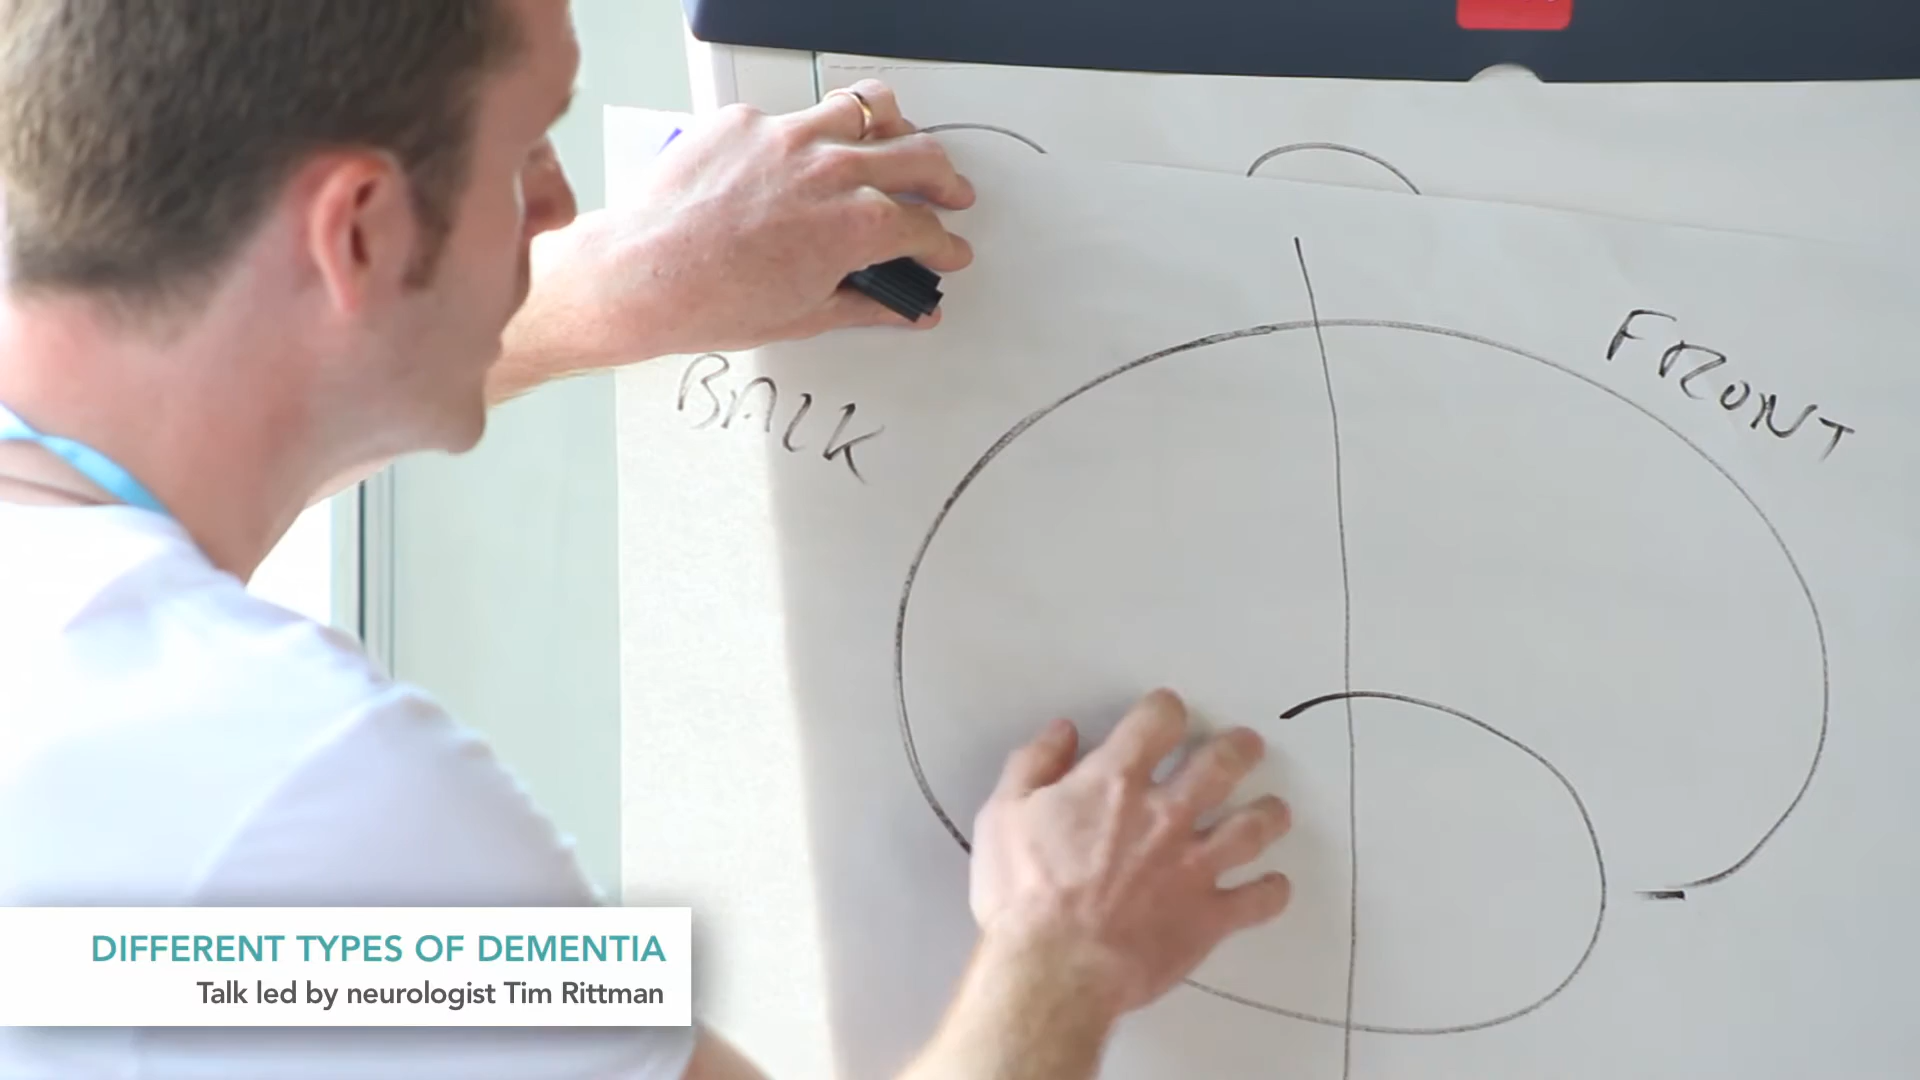 FRONT
BACK
DIFFERENT TYPES OF DEMENTIA
Talk led by neurologist Tim Rittman